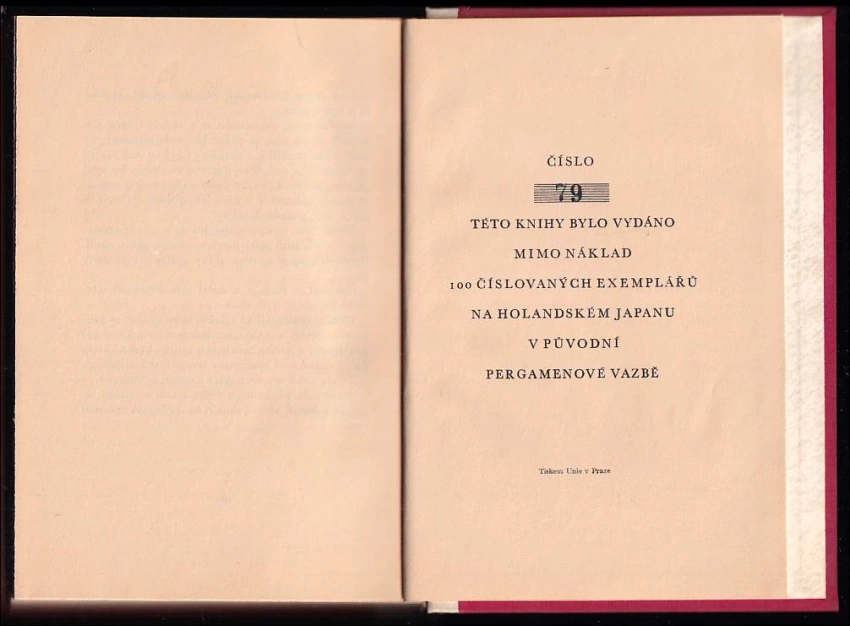 ČÍSLO
79
TÉTO KNIHY BYLO VYDÁNO
MIMO NÁKLAD
100 ČÍSLOVANÝCH EXEMPLÁŘŮ
NA HOLANDSKÉM JAPANU
V PŮVODNÍ
PERGAMENOVÉ VAZBĚ
Tiskem Unie v Praze